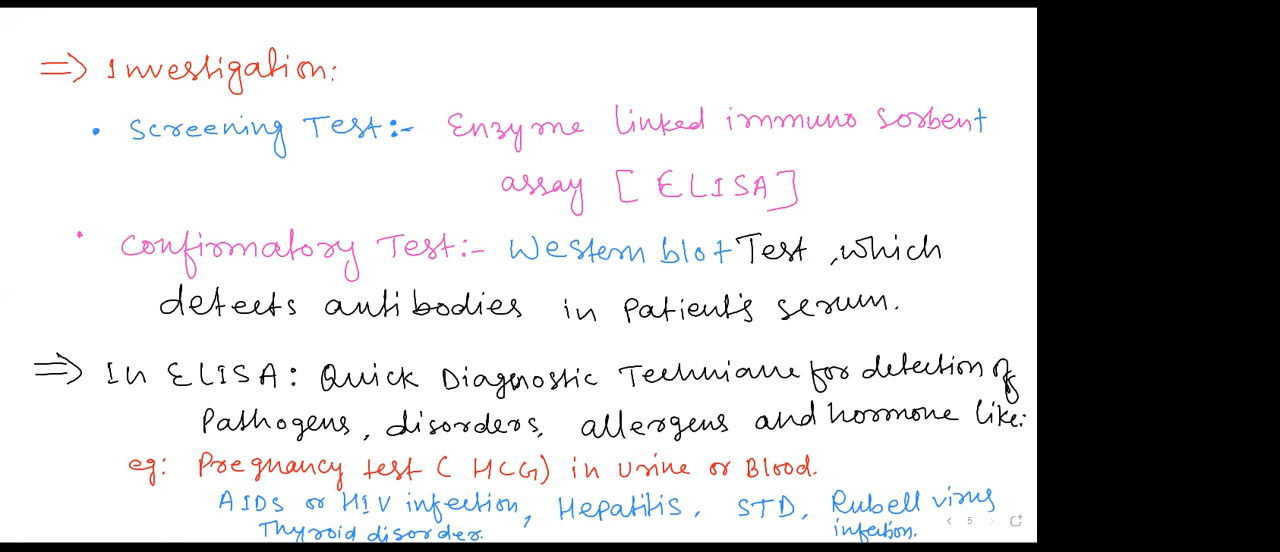 ⇒ Investigation:
• Screening Test:- Enzyme linked immuno sorbent
assay [ELISA]
• Confirmatory Test:- Western blot Test, which
detects antibodies in Patient's serum.
⇒ In ELISA: Quick Diagnostic Technique for detection of
Pathogens, disorders, allergens and hormone like:
eg: Pregnancy test (HCG) in Urine or Blood.
AIDS or HIV infection, Hepatitis, STD, Rubell virus
Thyroid disorder. infection.
5